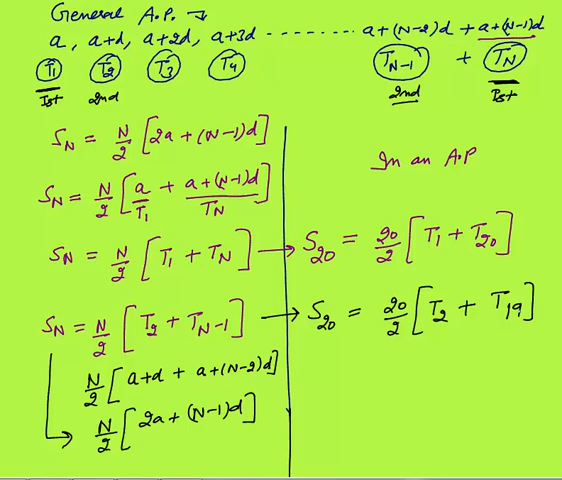 General A.P. →
a, a+d, a+2d, a+3d -------- a+(N-2)d + a+(N-1)d
T1 T2 T3 T4 TN-1 + TN
Ist 2nd 2nd Ist
SN = N/2 [2a+(N-1)d]
In an A.P
SN = N/2 [a/T1 + a+(N-1)d/TN]
SN = N/2 [T1 + TN] → S20 = 20/2 [T1 + T20]
SN = N/2 [T2 + TN-1] → S20 = 20/2 [T2 + T19]
N/2 [a+d + a+(N-2)d]
→ N/2 [2a+(N-1)d]